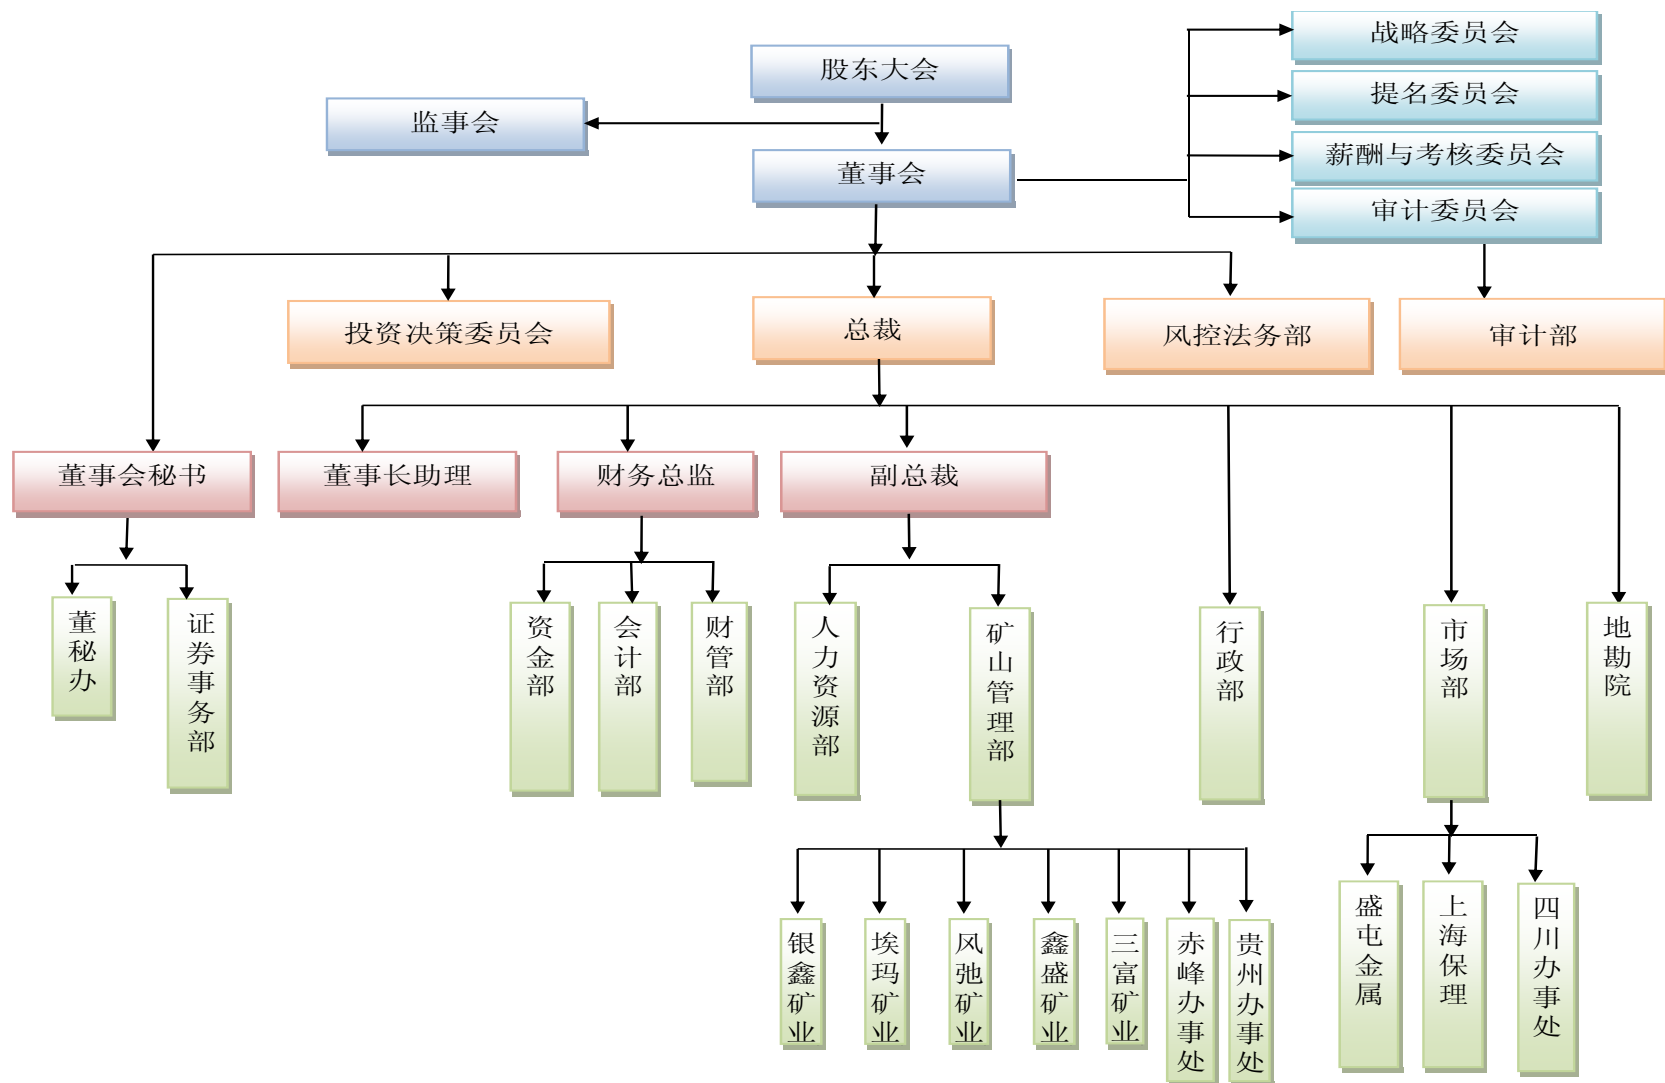 战略委员会
股东大会
提名委员会
监事会
薪酬与考核委员会
董事会
审计委员会
投资决策委员会
总裁
风控法务部
审计部
董事会秘书
董事长助理
财务总监
副总裁
董秘办
证券事务部
资金部
会计部
财管部
人力资源部
矿山管理部
行政部
市场部
地勘院
银鑫矿业
埃玛矿业
风弛矿业
鑫盛矿业
三富矿业
赤峰办事处
贵州办事处
盛屯金属
上海保理
四川办事处